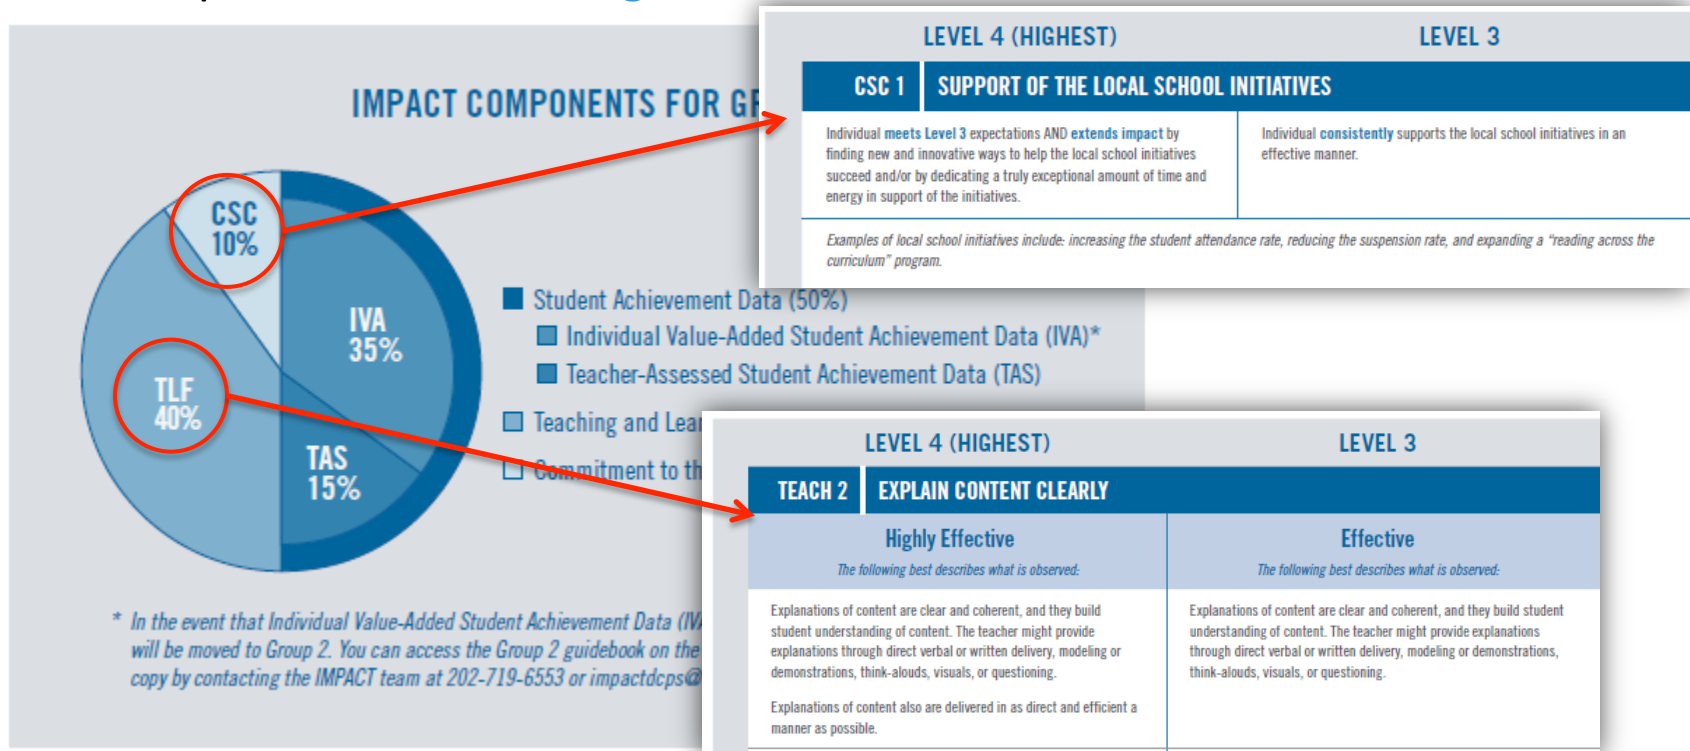 IMPACT COMPONENTS FOR
CSC
10%
IVA
35%
TLF
40%
TAS
15%
Student Achievement Data (50%)
Individual Value-Added Student Achievement Data (IVA)*
Teacher-Assessed Student Achievement Data (TAS)
Teaching and
Commitment to
* In the event that Individual Value-Added Student Achievement Data
will be moved to Group 2. You can access the Group 2 guidebook on the
copy by contacting the IMPACT team at 202-719-6553 or impactdcps@
LEVEL 4 (HIGHEST)
LEVEL 3
CSC 1
SUPPORT OF THE LOCAL SCHOOL INITIATIVES
Individual meets Level 3 expectations AND extends impact by
finding new and innovative ways to help the local school initiatives
succeed and/or by dedicating a truly exceptional amount of time and
energy in support of the initiatives.
Individual consistently supports the local school initiatives in an
effective manner.
Examples of local school initiatives include: increasing the student attendance rate, reducing the suspension rate, and expanding a “reading across the
curriculum” program.
LEVEL 4 (HIGHEST)
LEVEL 3
TEACH 2
EXPLAIN CONTENT CLEARLY
Highly Effective
The following best describes what is observed:
Effective
The following best describes what is observed:
Explanations of content are clear and coherent, and they build
student understanding of content. The teacher might provide
explanations through direct verbal or written delivery, modeling or
demonstrations, think-alouds, visuals, or questioning.
Explanations of content also are delivered in as direct and efficient a
manner as possible.
Explanations of content are clear and coherent, and they build student
understanding of content. The teacher might provide explanations
through direct verbal or written delivery, modeling or demonstrations,
think-alouds, visuals, or questioning.